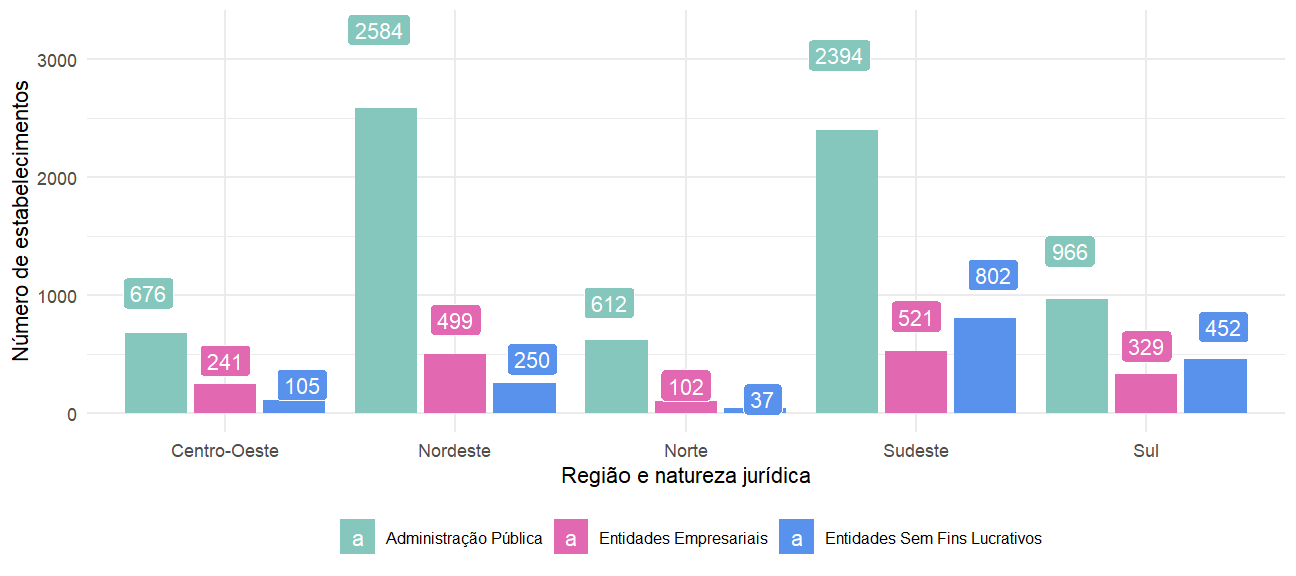 Número de estabelecimentos
3000
2000
1000
0
676
241
105
2584
499
250
612
102
37
2394
521
802
966
329
452
Centro-Oeste
Nordeste
Norte
Sudeste
Sul
Região e natureza jurídica
a Administração Pública a Entidades Empresariais a Entidades Sem Fins Lucrativos